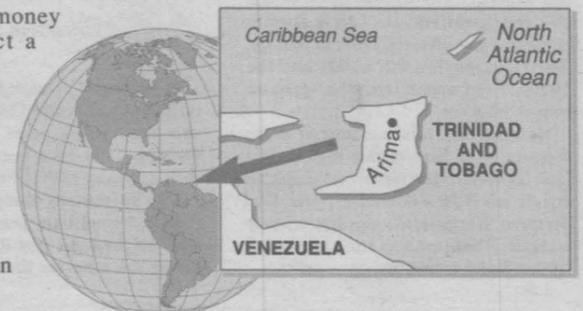 money
ct a
n
Caribbean Sea
North
Atlantic
Ocean
Arima
TRINIDAD
AND
TOBAGO
VENEZUELA